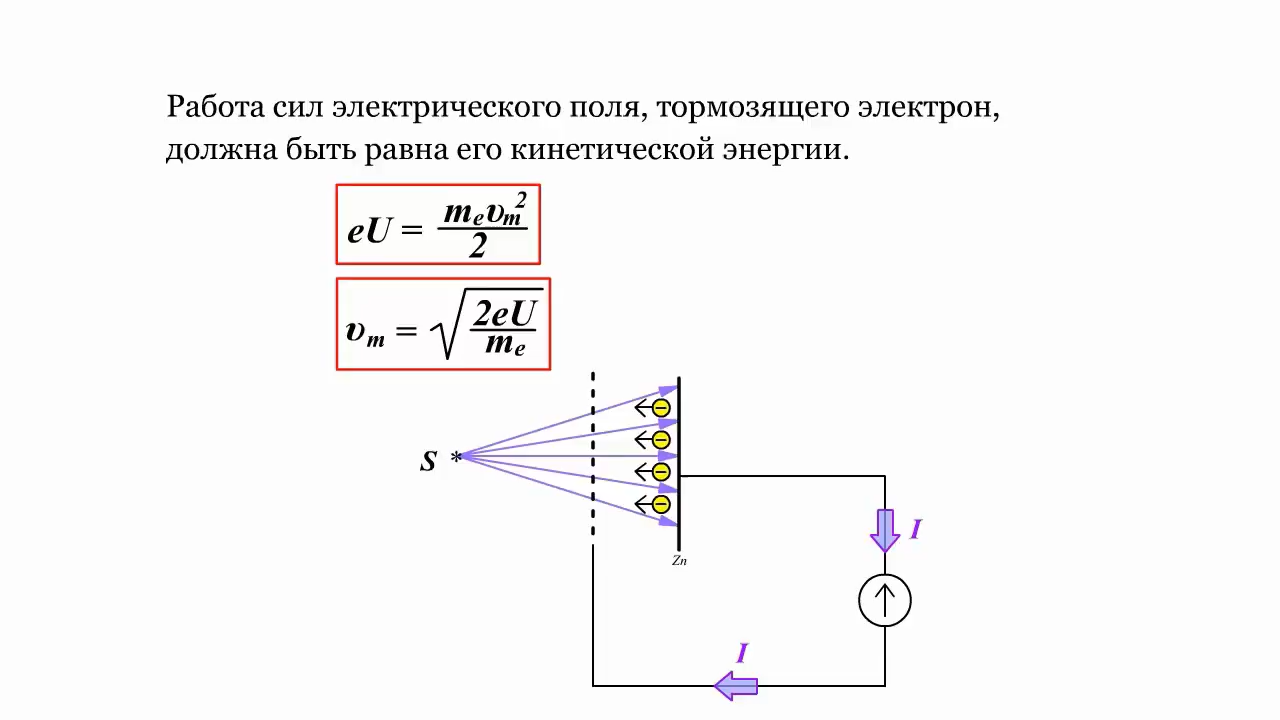 Работа сил электрического поля, тормозящего электрон,
должна быть равна его кинетической энергии.
eU = mₑυₘ²/2
υₘ = √(2eU/mₑ)
S *
Zn
I
I